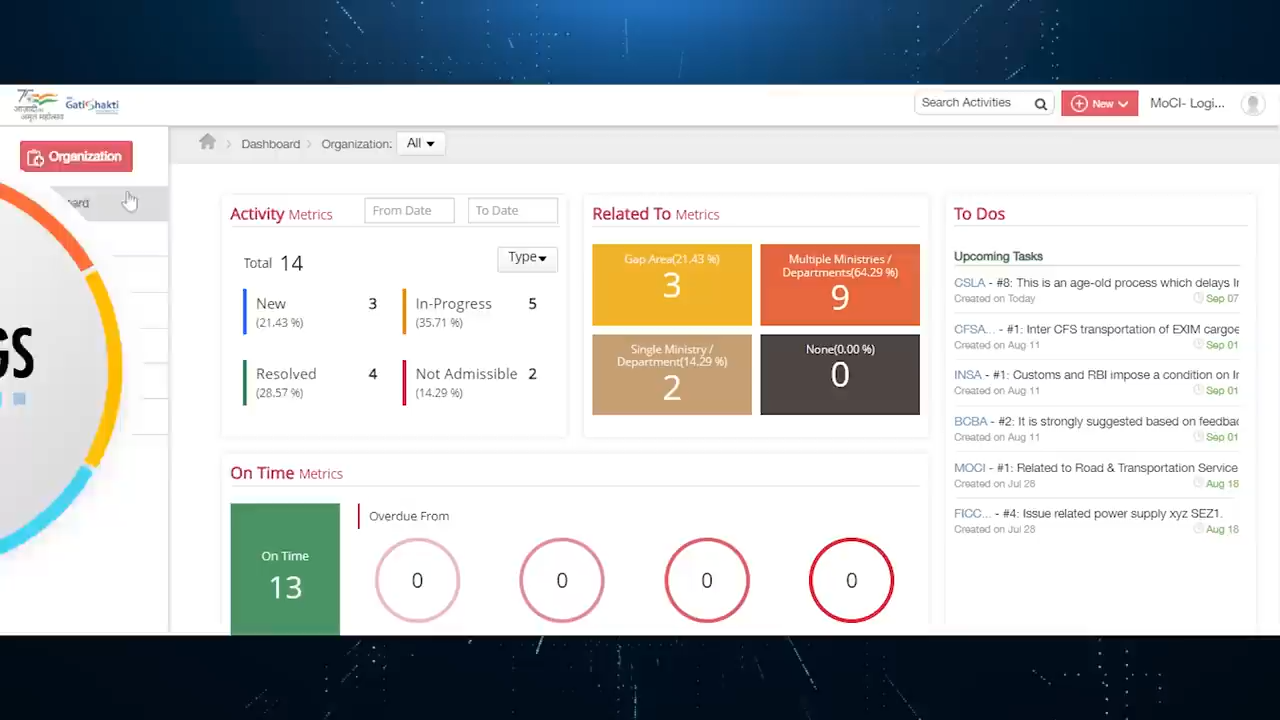 75
आज़ादी का
अमृत महोत्सव
GatiShakti
Search Activities
New
MoCI- Logi...
Organization
Dashboard
Organization:
All
ard
GS
Activity Metrics
From Date
To Date
Total 14
Type
New 3
(21.43 %)
In-Progress 5
(35.71 %)
Resolved 4
(28.57 %)
Not Admissible 2
(14.29 %)
Related To Metrics
Gap Area(21.43 %)
3
Multiple Ministries /
Departments(64.29 %)
9
Single Ministry /
Department(14.29 %)
2
None(0.00 %)
0
On Time Metrics
On Time
13
Overdue From
0
0
0
0
To Dos
Upcoming Tasks
CSLA - #8: This is an age-old process which delays Ir
Created on Today Sep 07
CFSA... - #1: Inter CFS transportation of EXIM cargoe
Created on Aug 11 Sep 01
INSA - #1: Customs and RBI impose a condition on Ir
Created on Aug 11 Sep 01
BCBA - #2: It is strongly suggested based on feedbac
Created on Aug 11 Sep 01
MOCI - #1: Related to Road & Transportation Service
Created on Jul 28 Aug 18
FICC... - #4: Issue related power supply xyz SEZ1.
Created on Jul 28 Aug 18